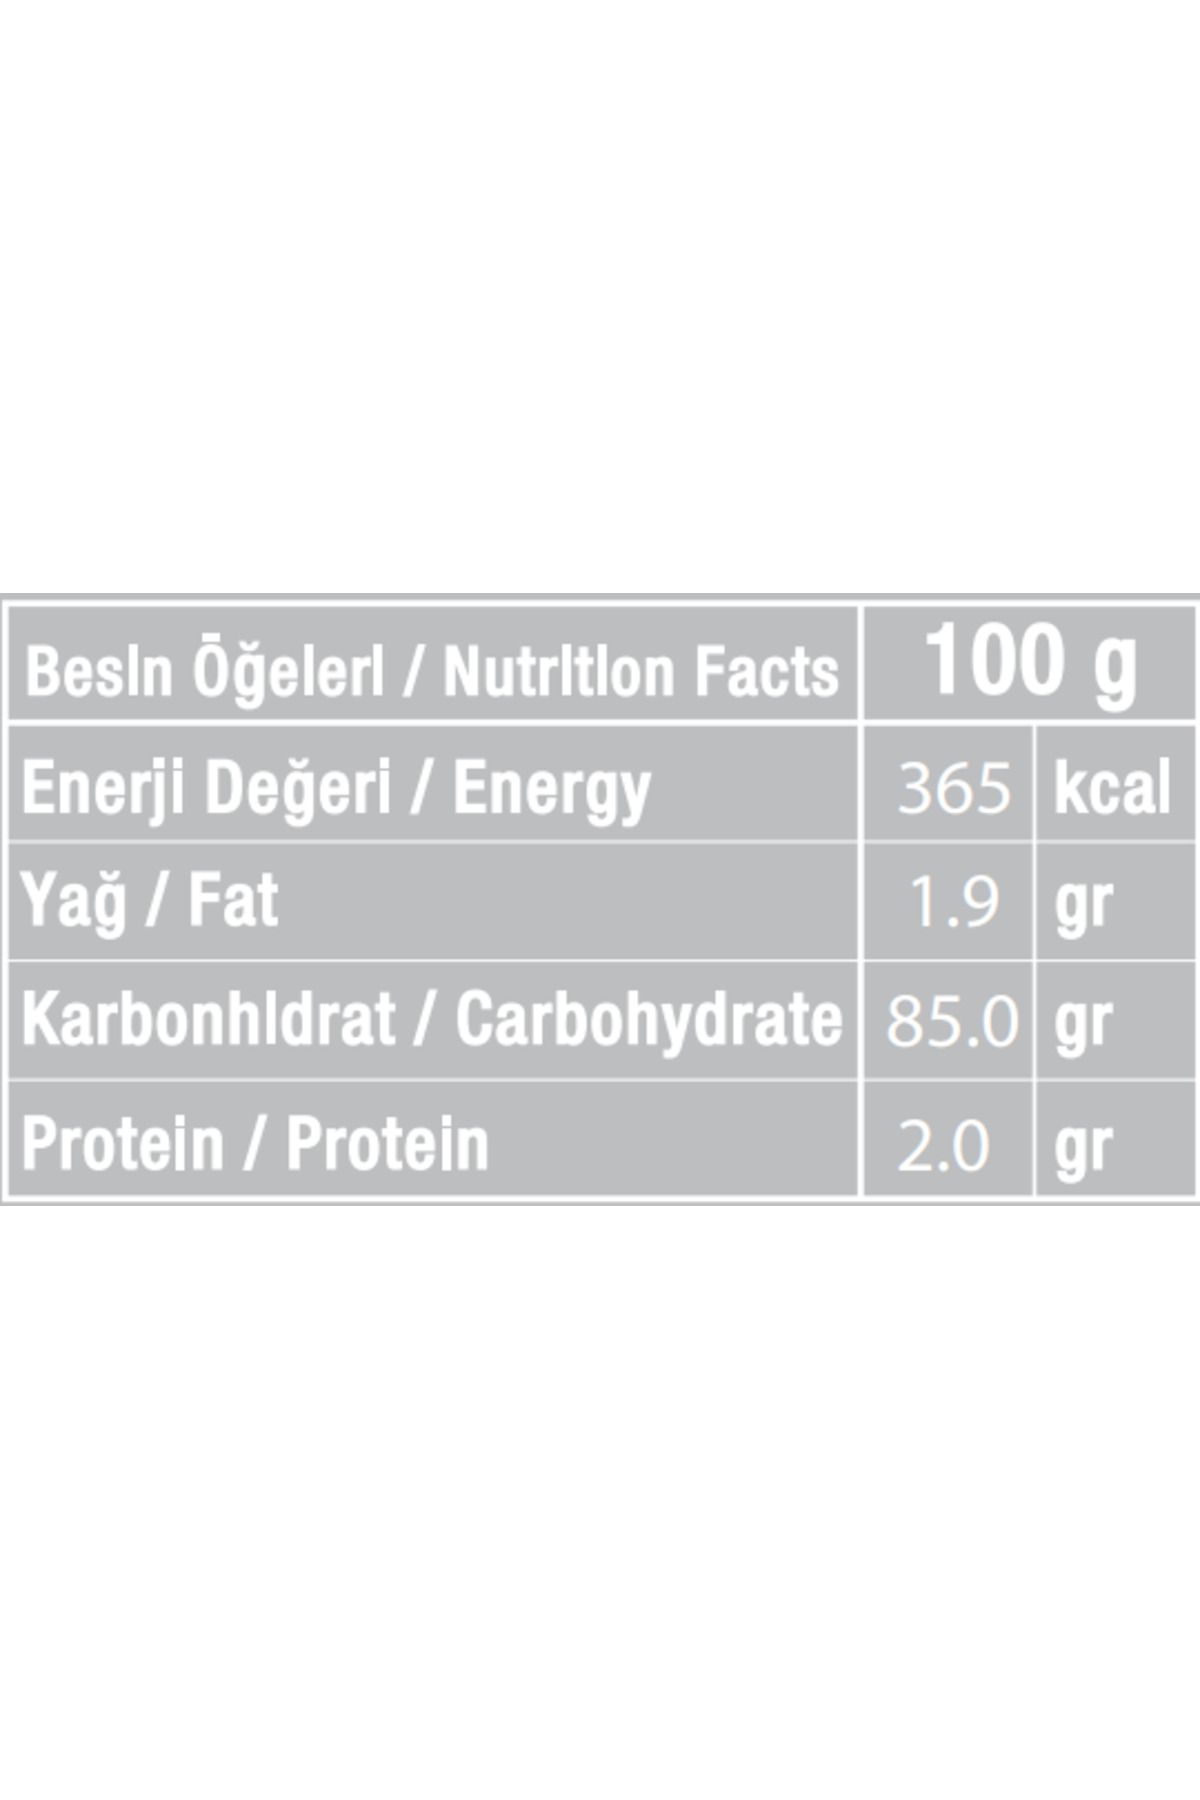 Besln Öğelerl / Nutrltlon Facts 100 g
Enerji Değeri / Energy 365 kcal
Yağ / Fat 1.9 gr
Karbonhldrat / Carbohydrate 85.0 gr
Protein / Protein 2.0 gr